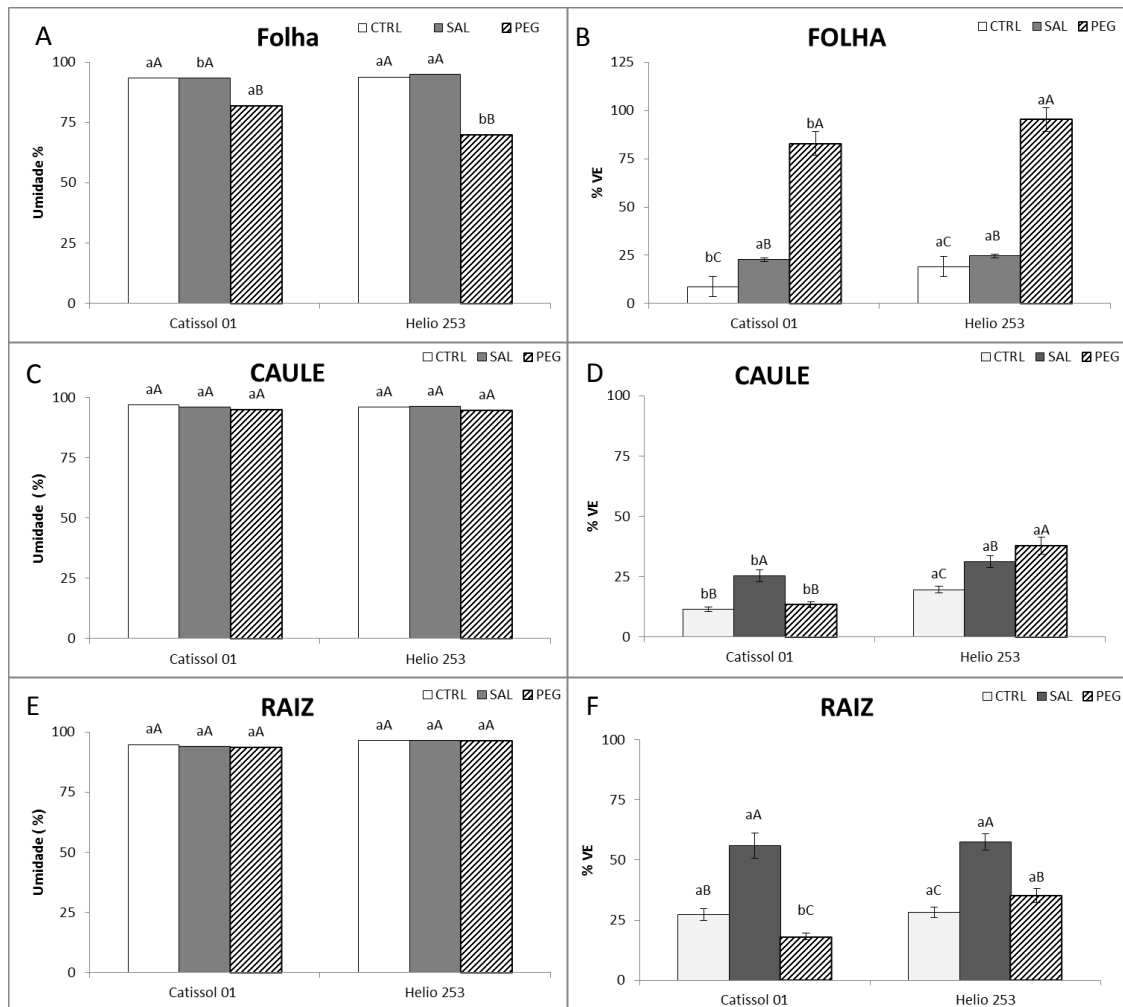 A
Folha
CTRL SAL PEG
100
75
50
25
0
Umidade %
aA bA aB aA aA bB
Catissol 01 Helio 253
B
FOLHA
CTRL SAL PEG
125
100
75
50
25
0
% VE
bC aB bA aC aB aA
Catissol 01 Helio 253
C
CAULE
CTRL SAL PEG
100
75
50
25
0
Umidade (%)
aA aA aA aA aA aA
Catissol 01 Helio 253
D
CAULE
CTRL SAL PEG
100
75
50
25
0
% VE
bB bA bB aC aB aA
Catissol 01 Helio 253
E
RAIZ
CTRL SAL PEG
100
75
50
25
0
Umidade (%)
aA aA aA aA aA aA
Catissol 01 Helio 253
F
RAIZ
CTRL SAL PEG
100
75
50
25
0
% VE
aB aA bC aC aA aB
Catissol 01 Helio 253